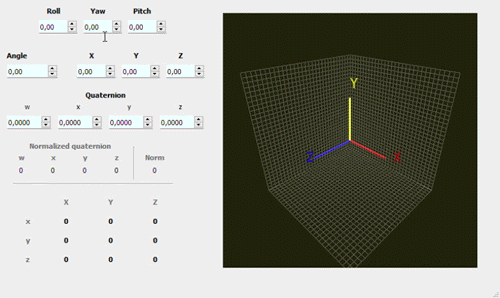 Roll Yaw Pitch
0,00 0,00 0,00
Angle X Y Z
0,00 0,00 0,00 0,00
Quaternion
w x y z
0,0000 0,0000 0,0000 0,0000
Normalized quaternion
w x y z Norm
0 0 0 0 0
X Y Z
x 0 0 0
y 0 0 0
z 0 0 0
Y
Z X